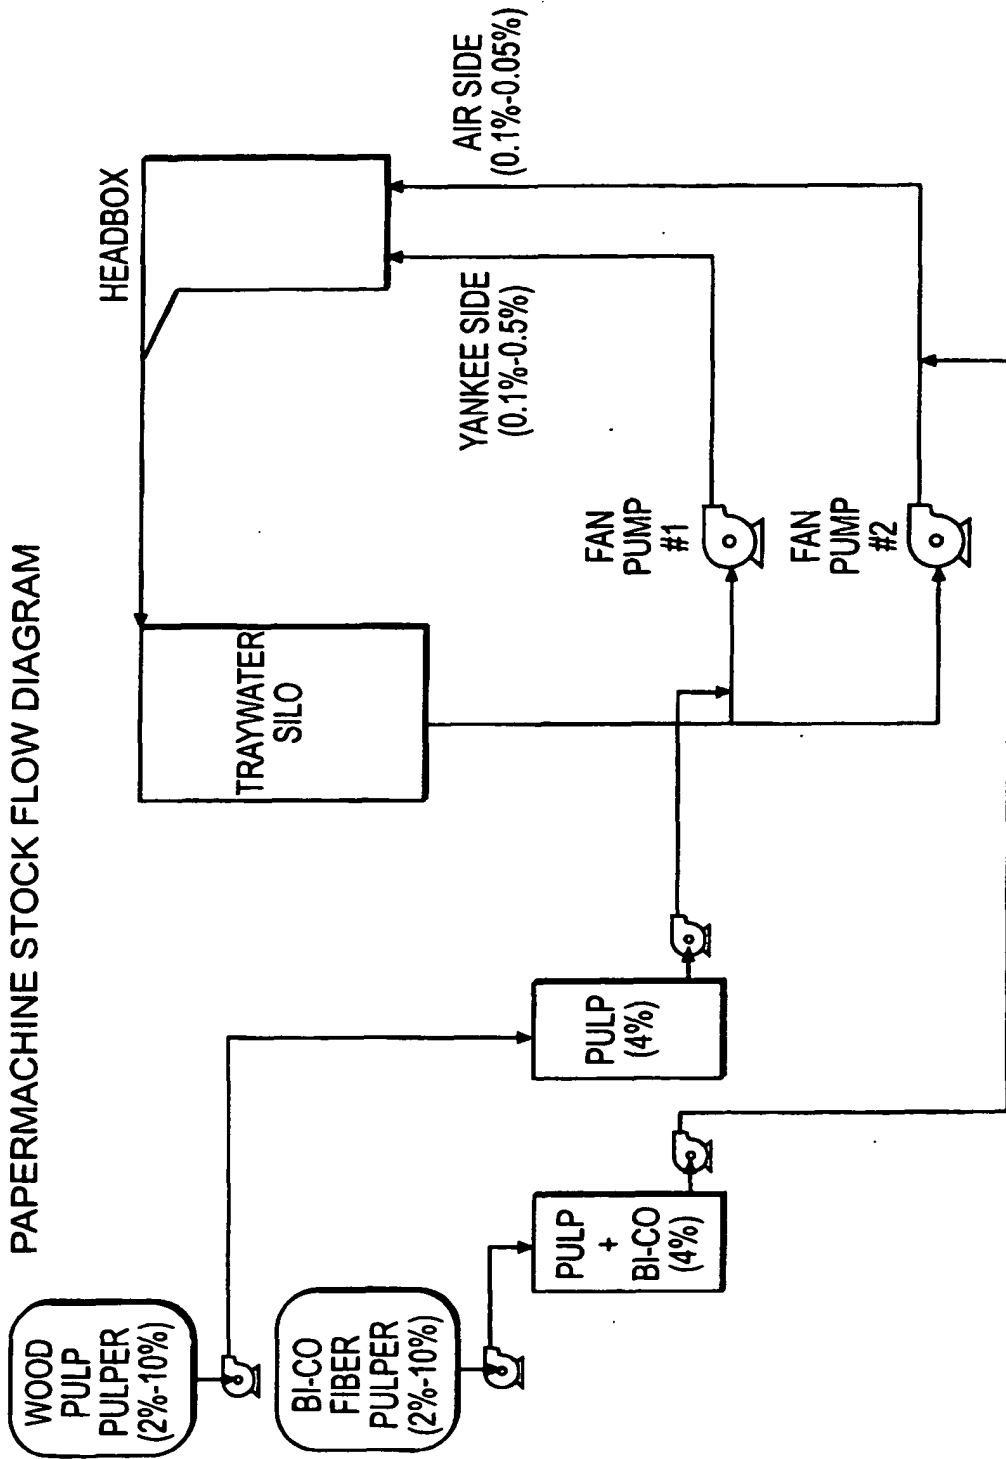 PAPERMACHINE STOCK FLOW DIAGRAM
WOOD
PULP
PULPER
(2%-10%)
BI-CO
FIBER
PULPER
(2%-10%)
PULP
+
BI-CO
(4%)
PULP
(4%)
TRAYWATER
SILO
HEADBOX
YANKEE SIDE
(0.1%-0.5%)
AIR SIDE
(0.1%-0.05%)
FAN
PUMP
#1
FAN
PUMP
#2